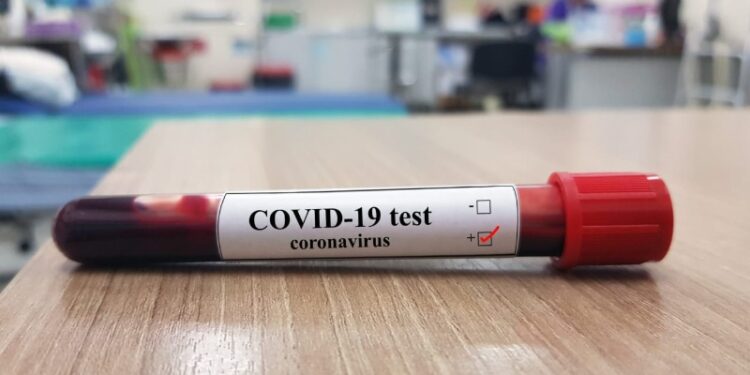 COVID-19 test
coronavirus
- ☐
+ ☑